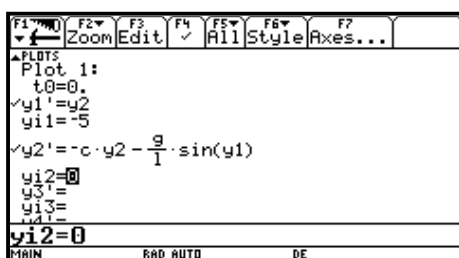 F1 F2 F3 F4 F5 F6 F7
Zoom Edit ✓ All Style Axes...
PLOTS
Plot 1:
t0=0.
✓y1'=y2
yi1=-5
✓y2'=-c·y2-g/l·sin(y1)
yi2=0
y3'=
yi3=
y4'=
yi2=0
MAIN RAD AUTO DE